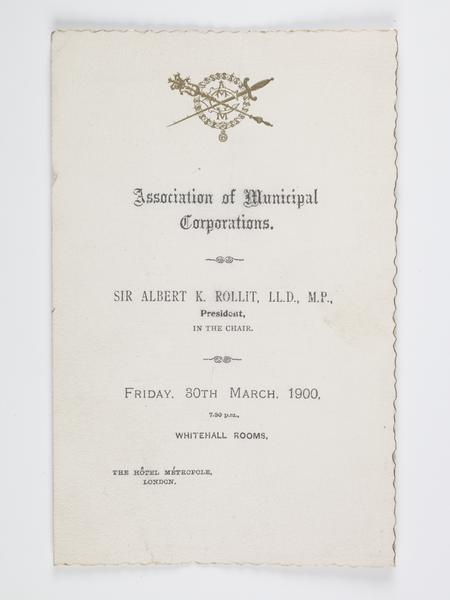 Association of Municipal
Corporations.
SIR ALBERT K. ROLLIT, LL.D., M.P.,
President,
IN THE CHAIR.
FRIDAY, 30TH MARCH, 1900,
7.30 p.m.,
WHITEHALL ROOMS,
THE HÔTEL MÉTROPOLE,
LONDON.